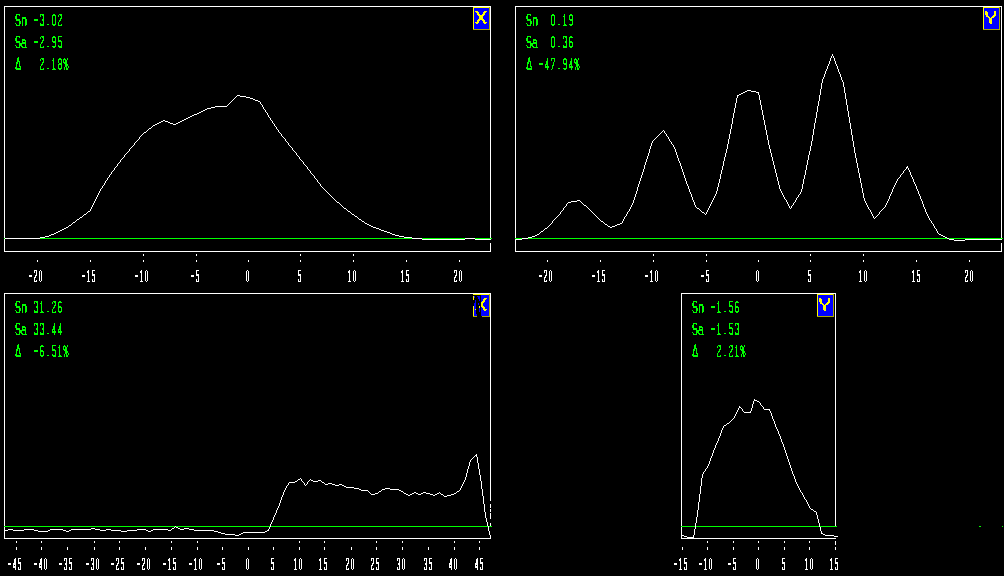 X
Sn -3.02
Sa -2.95
Δ 2.18%
-20 -15 -10 -5 0 5 10 15 20
Y
Sn 0.19
Sa 0.36
Δ -47.94%
-20 -15 -10 -5 0 5 10 15 20
X
Sn 31.26
Sa 33.44
Δ -6.51%
-45 -40 -35 -30 -25 -20 -15 -10 -5 0 5 10 15 20 25 30 35 40 45
Y
Sn -1.56
Sa -1.53
Δ 2.21%
-15 -10 -5 0 5 10 15